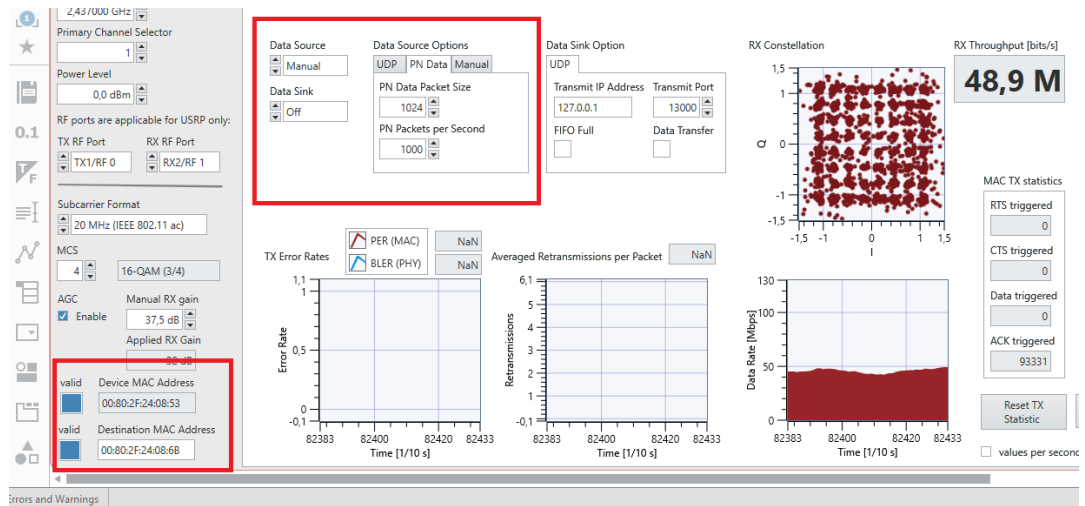 2,437000 GHz
Primary Channel Selector
1
Power Level
0,0 dBm
RF ports are applicable for USRP only:
TX RF Port RX RF Port
TX1/RF 0 RX2/RF 1
Subcarrier Format
20 MHz (IEEE 802.11 ac)
MCS
4 16-QAM (3/4)
AGC Manual RX gain
Enable 37,5 dB
Applied RX Gain
32 dB
valid Device MAC Address
00:80:2F:24:08:53
valid Destination MAC Address
00:80:2F:24:08:6B
0.1
T/F
Data Source
Manual
Data Sink
Off
Data Source Options
UDP PN Data Manual
PN Data Packet Size
1024
PN Packets per Second
1000
Data Sink Option
UDP
Transmit IP Address Transmit Port
127.0.0.1 13000
FIFO Full Data Transfer
RX Constellation
1,5
1
0
-1
-1,5
Q
-1,5 -1 0 1 1,5
I
RX Throughput [bits/s]
48,9 M
MAC TX statistics
RTS triggered
0
CTS triggered
0
Data triggered
0
ACK triggered
93331
Reset TX
Statistic
values per second
TX Error Rates
PER (MAC) NaN
BLER (PHY) NaN
1,1
1
0,5
0
-0,1
Error Rate
82383 82400 82420 82433
Time [1/10 s]
Averaged Retransmissions per Packet NaN
6,1
5
4
3
2
1
-0,1
Retransmissions
82383 82400 82420 82433
Time [1/10 s]
130
100
50
0
Data Rate [Mbps]
82383 82400 82420 82433
Time [1/10 s]
Errors and Warnings